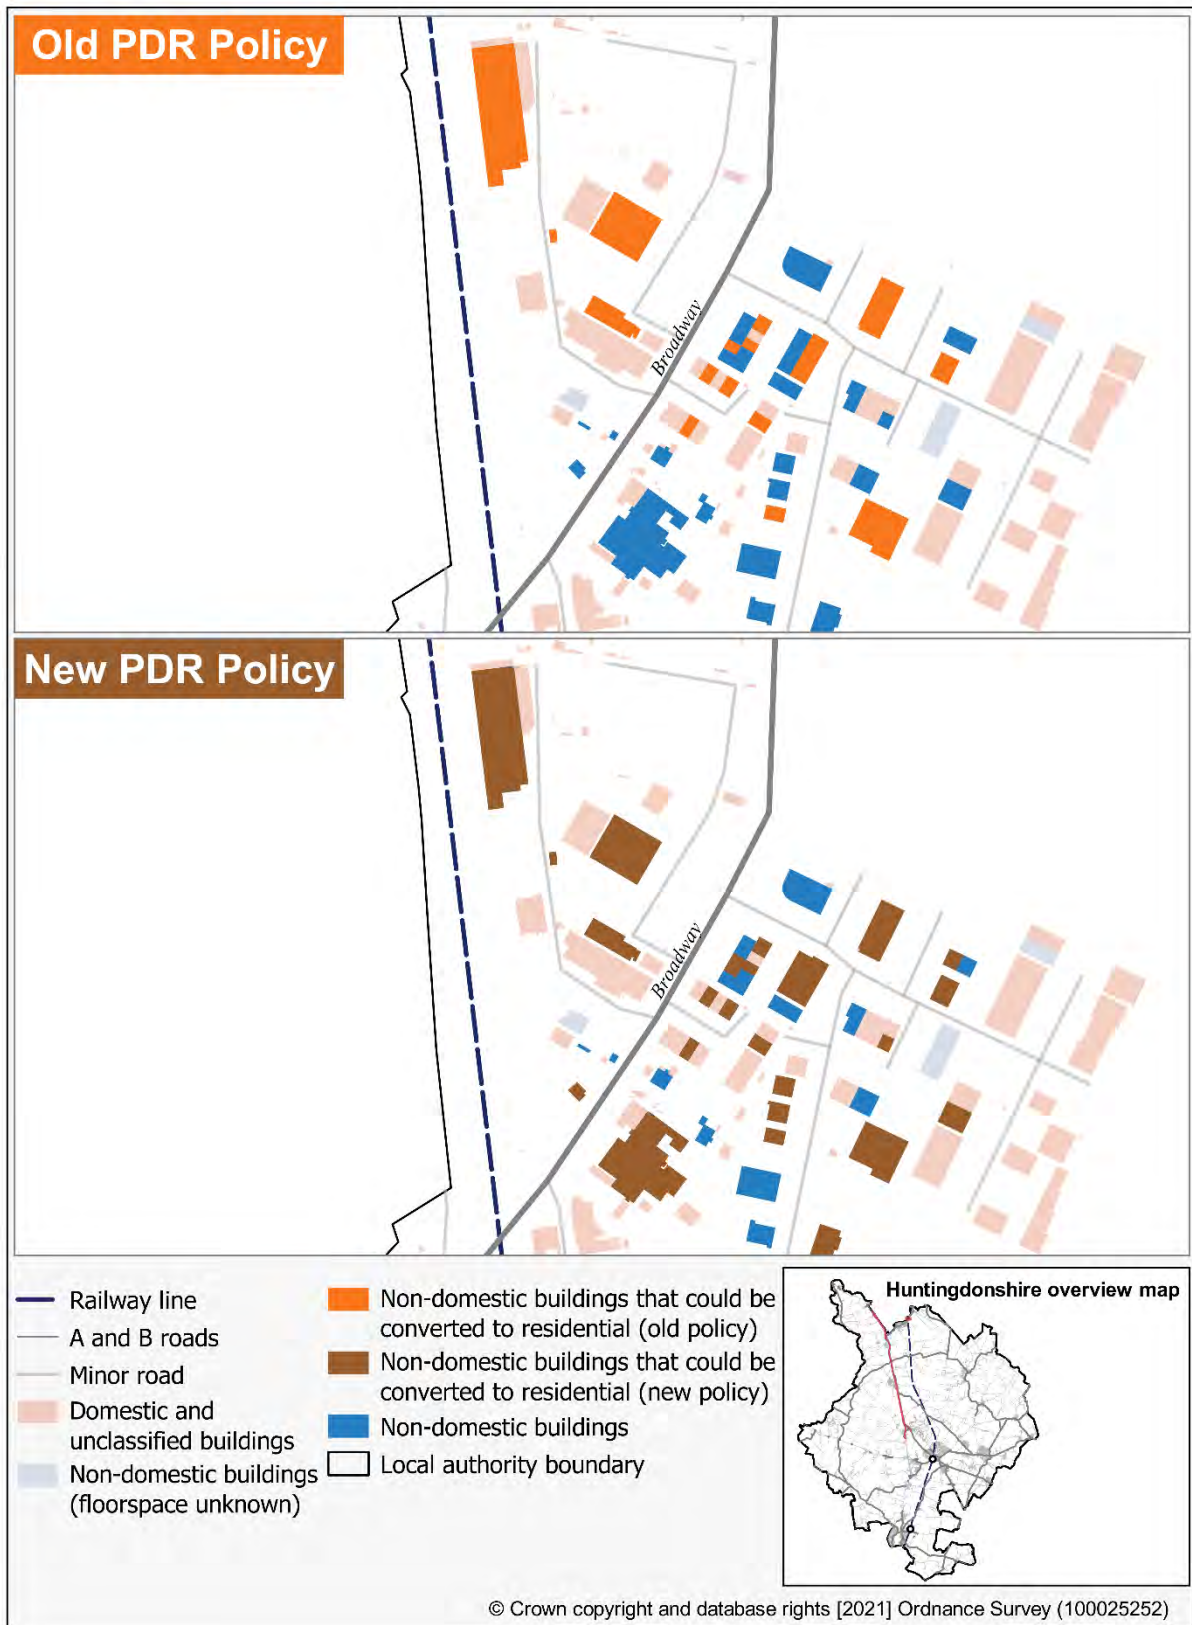 Old PDR Policy
Broadway
New PDR Policy
Broadway
Railway line
A and B roads
Minor road
Domestic and
unclassified buildings
Non-domestic buildings
(floorspace unknown)
Non-domestic buildings that could be
converted to residential (old policy)
Non-domestic buildings that could be
converted to residential (new policy)
Non-domestic buildings
Local authority boundary
Huntingdonshire overview map
© Crown copyright and database rights [2021] Ordnance Survey (100025252)